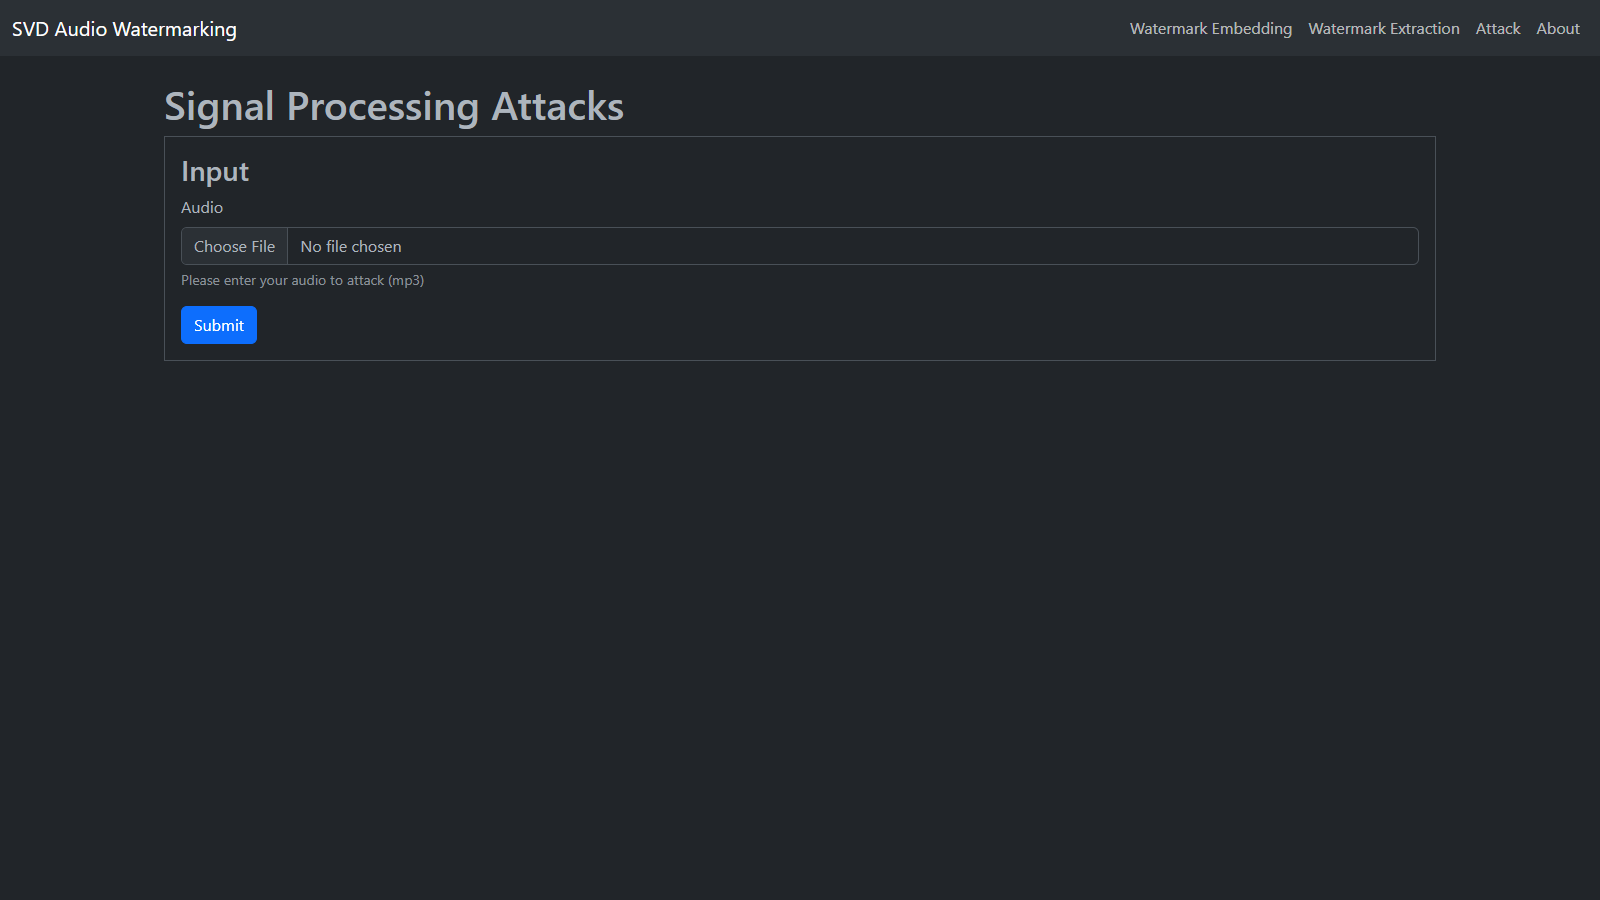 SVD Audio Watermarking
Watermark Embedding Watermark Extraction Attack About
Signal Processing Attacks
Input
Audio
Choose File No file chosen
Please enter your audio to attack (mp3)
Submit